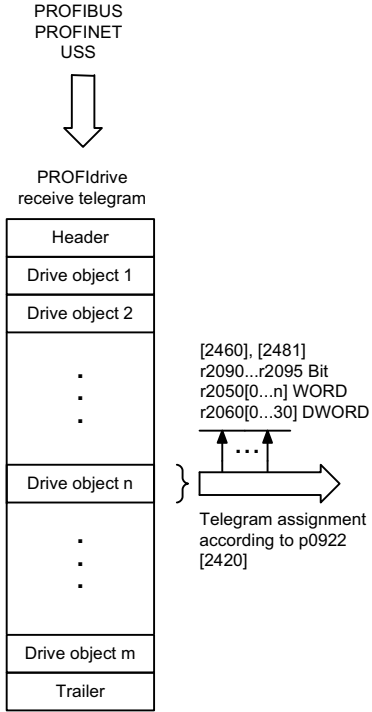 PROFIBUS
PROFINET
USS
PROFIdrive
receive telegram
Header
Drive object 1
Drive object 2
.
.
.
[2460], [2481]
r2090...r2095 Bit
r2050[0...n] WORD
r2060[0...30] DWORD
...
Drive object n
}
Telegram assignment
according to p0922
[2420]
.
.
.
Drive object m
Trailer